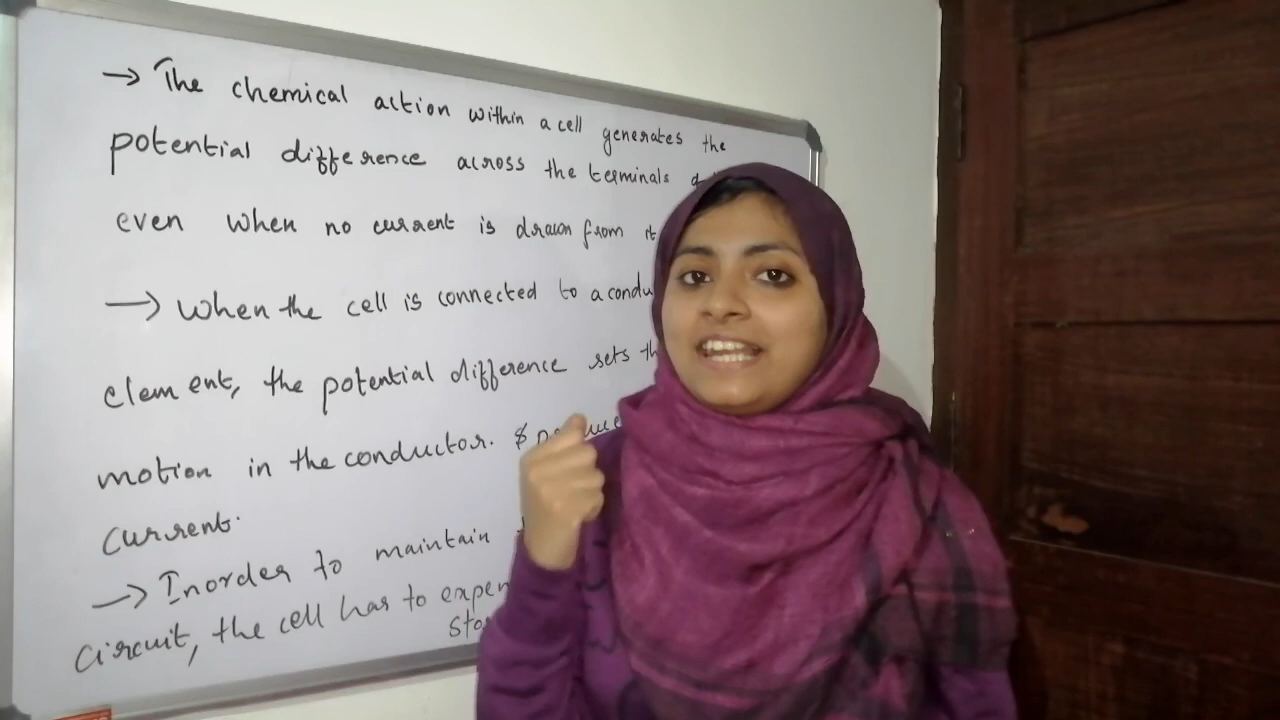 → The chemical action within a cell generates the
potential difference across the terminals
even when no current is drawn from it
→ When the cell is connected to a
element, the potential difference sets
motion in the conductor. &
current.
→ Inorder to maintain
circuit, the cell has to